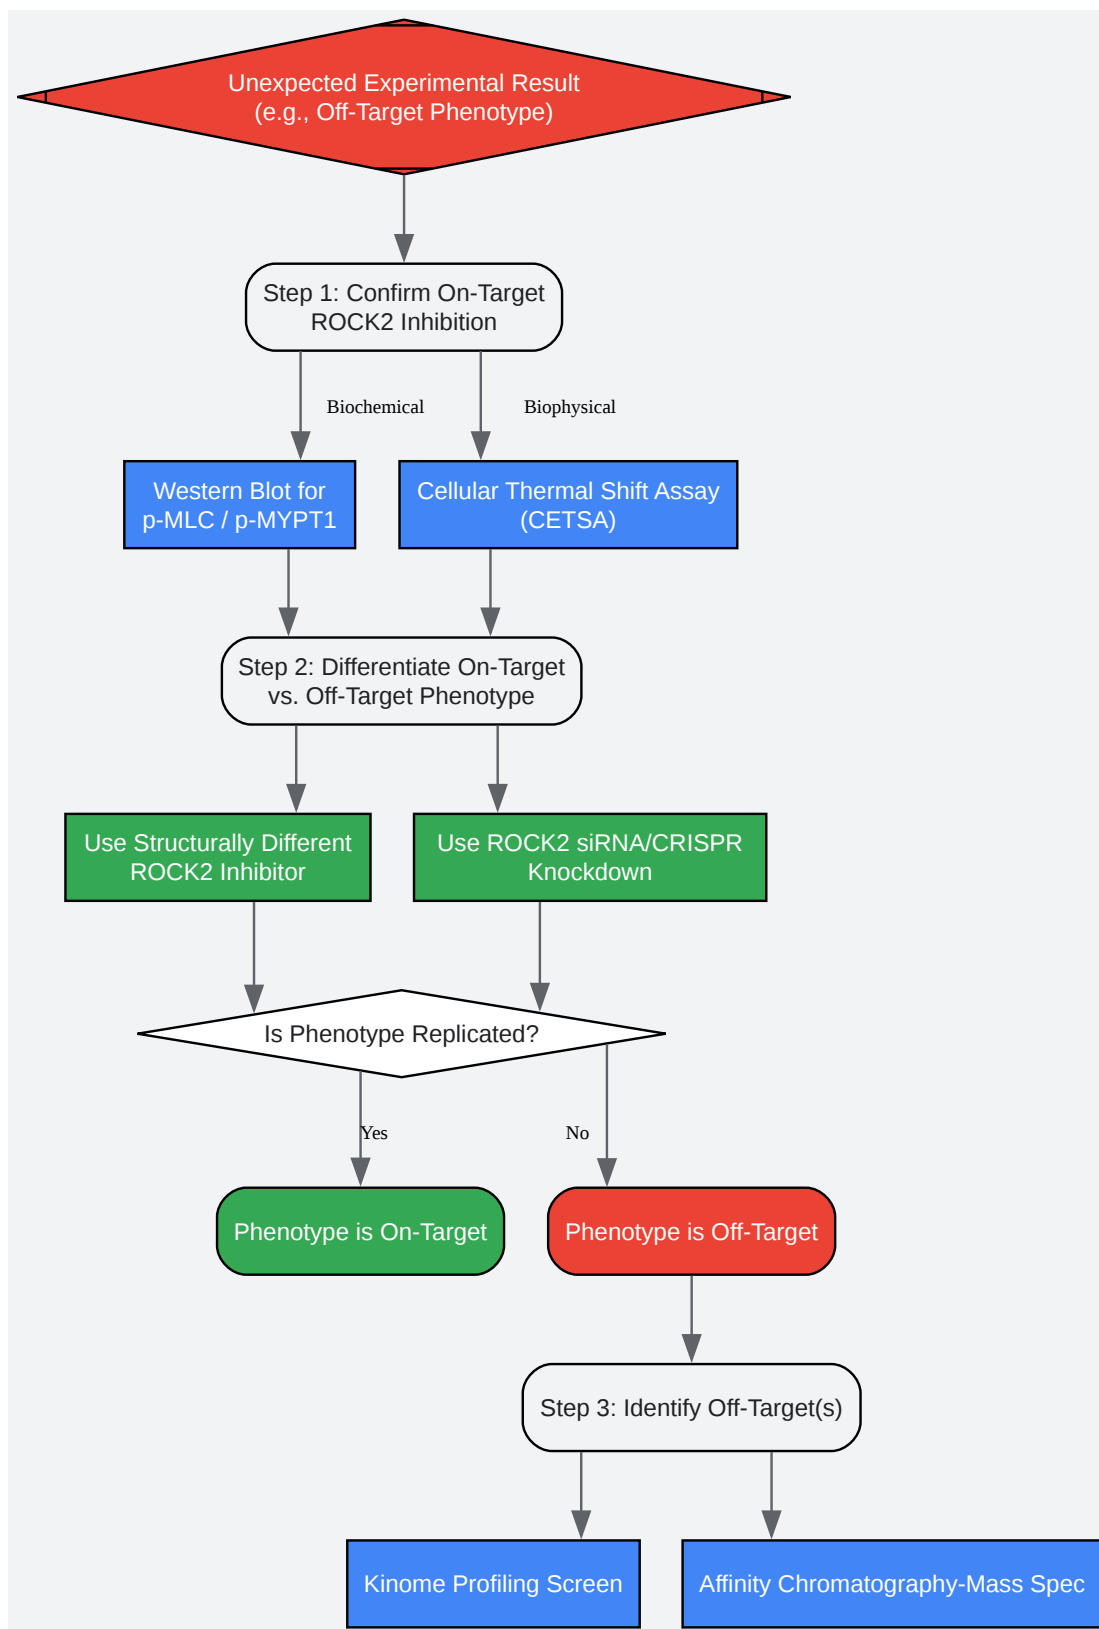 Unexpected Experimental Result
(e.g., Off-Target Phenotype)
Step 1: Confirm On-Target
ROCK2 Inhibition
Biochemical
Biophysical
Western Blot for
p-MLC / p-MYPT1
Cellular Thermal Shift Assay
(CETSA)
Step 2: Differentiate On-Target
vs. Off-Target Phenotype
Use Structurally Different
ROCK2 Inhibitor
Use ROCK2 siRNA/CRISPR
Knockdown
Is Phenotype Replicated?
Yes
No
Phenotype is On-Target
Phenotype is Off-Target
Step 3: Identify Off-Target(s)
Kinome Profiling Screen
Affinity Chromatography-Mass Spec